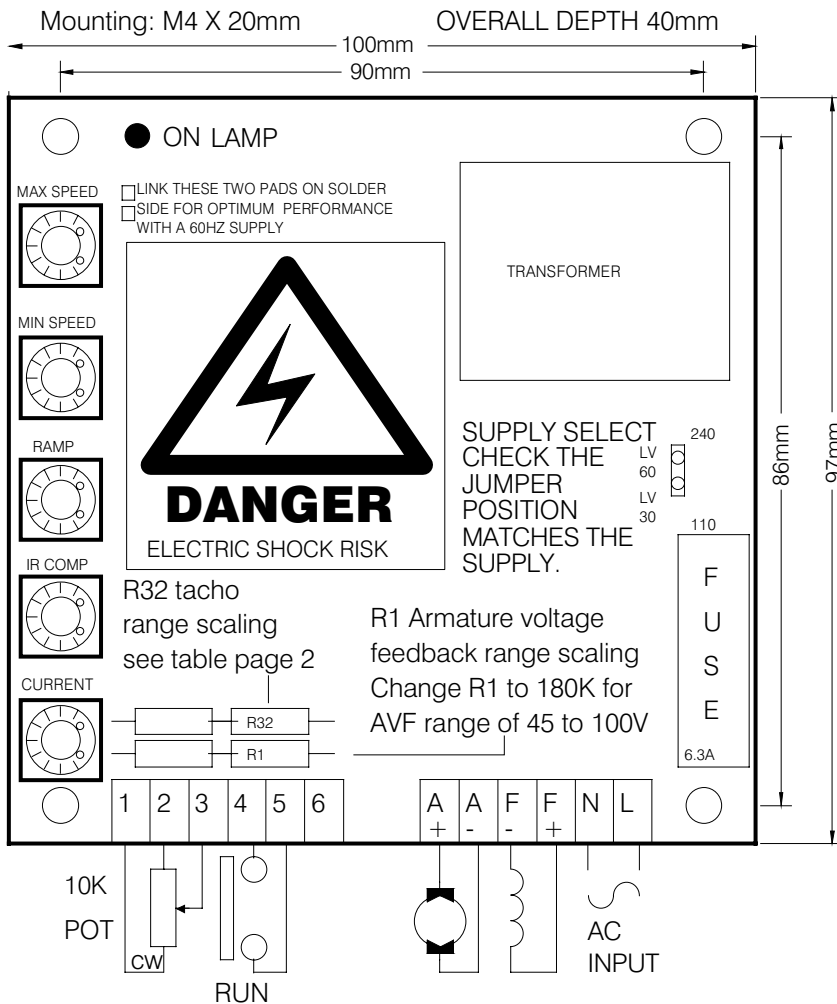 Mounting: M4 X 20mm
OVERALL DEPTH 40mm
100mm
90mm
ON LAMP
MAX SPEED
LINK THESE TWO PADS ON SOLDER
SIDE FOR OPTIMUM PERFORMANCE
WITH A 60HZ SUPPLY
TRANSFORMER
MIN SPEED
RAMP
IR COMP
CURRENT
DANGER
ELECTRIC SHOCK RISK
SUPPLY SELECT
CHECK THE
JUMPER
POSITION
MATCHES THE
SUPPLY.
240
LV
60
LV
30
110
86mm
97mm
R32 tacho
range scaling
see table page 2
R1 Armature voltage
feedback range scaling
Change R1 to 180K for
AVF range of 45 to 100V
F
U
S
E
6.3A
R32
R1
1 2 3 4 5 6
A A F F N L
+ - - +
10K
POT
CW
RUN
AC
INPUT